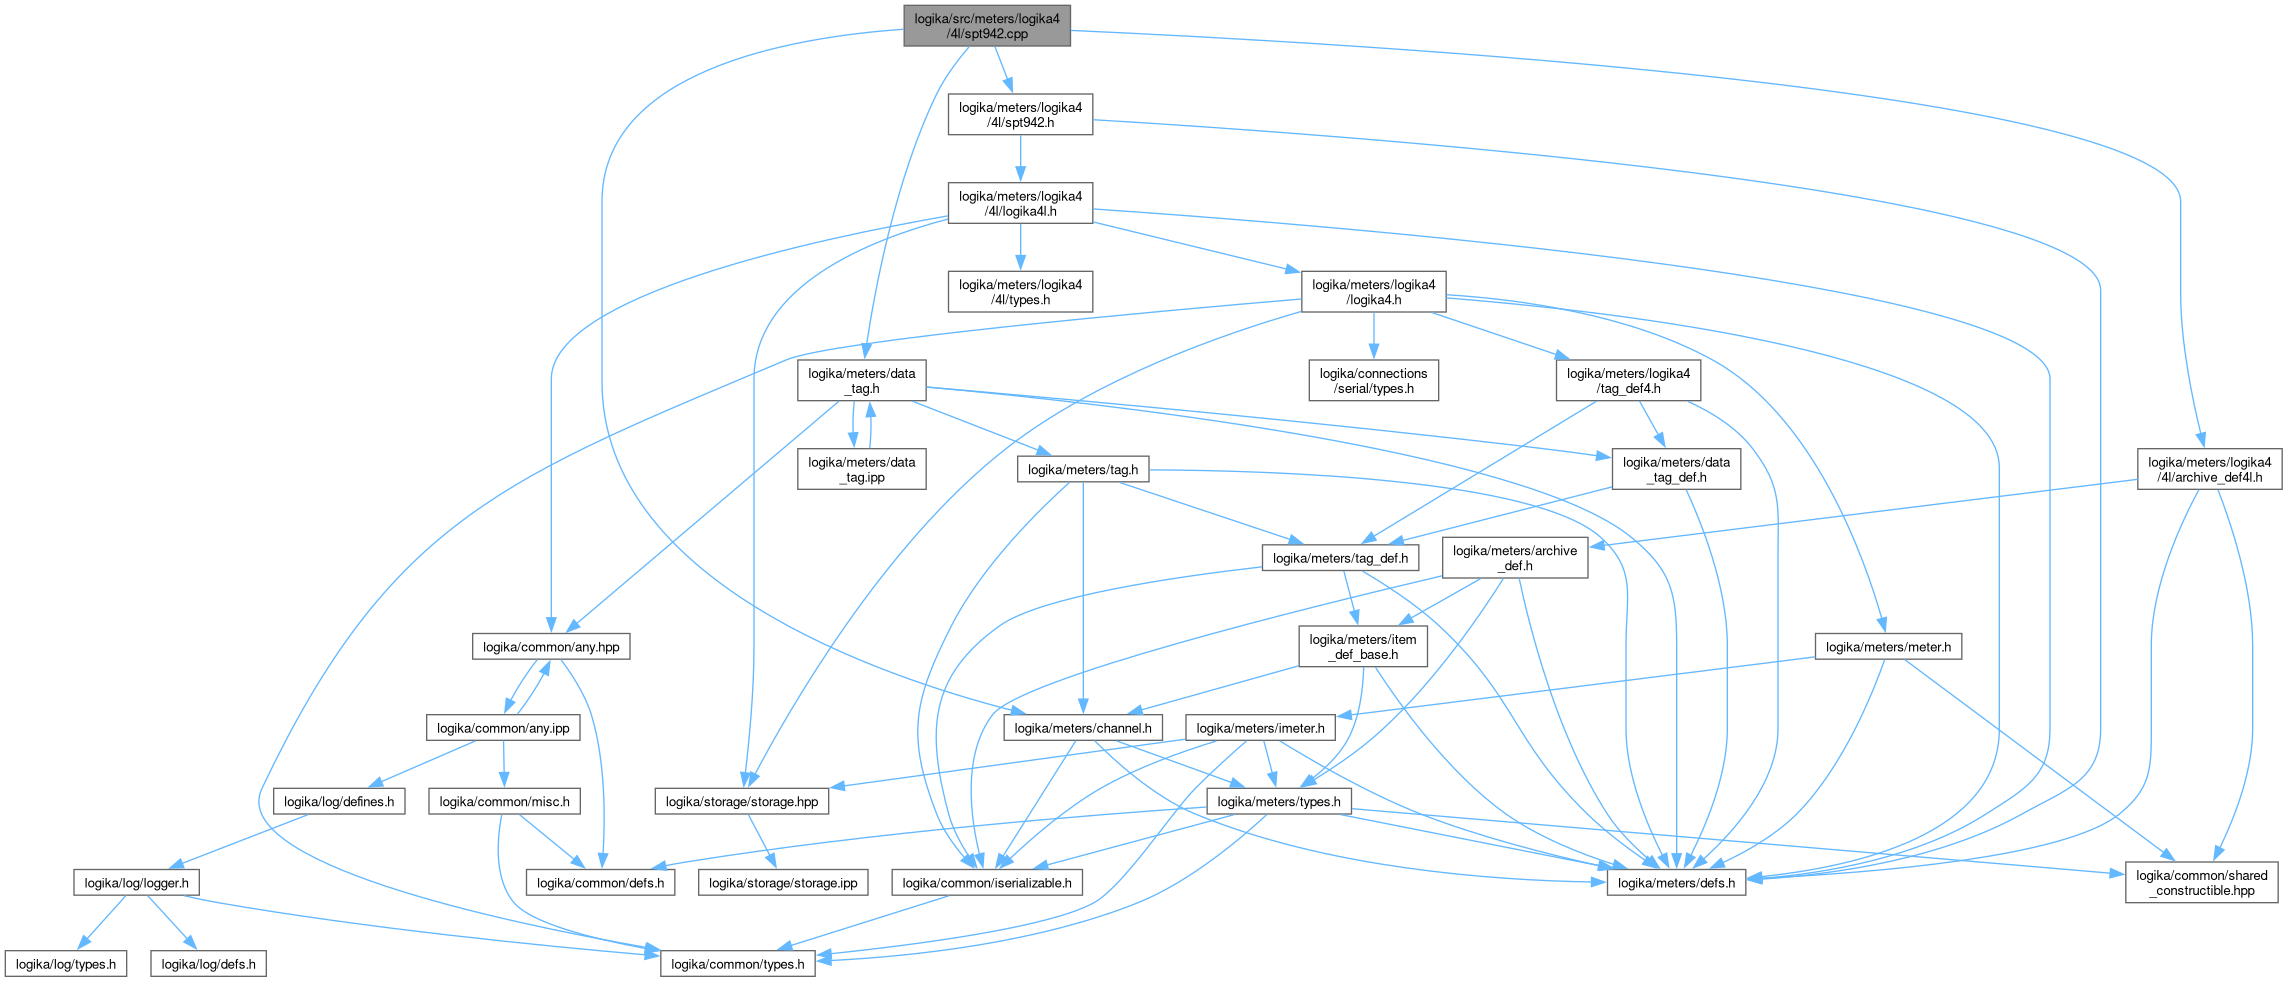 logika/src/meters/logika4
/4l/spt942.cpp
logika/meters/logika4
/4l/spt942.h
logika/meters/logika4
/4l/logika4l.h
logika/meters/logika4
/4l/types.h
logika/meters/logika4
/logika4.h
logika/meters/data
_tag.h
logika/connections
/serial/types.h
logika/meters/logika4
/tag_def4.h
logika/meters/data
_tag.ipp
logika/meters/tag.h
logika/meters/data
_tag_def.h
logika/meters/logika4
/4l/archive_def4l.h
logika/meters/tag_def.h
logika/meters/archive
_def.h
logika/common/any.hpp
logika/meters/item
_def_base.h
logika/meters/meter.h
logika/common/any.ipp
logika/meters/channel.h
logika/meters/imeter.h
logika/log/defines.h
logika/common/misc.h
logika/storage/storage.hpp
logika/meters/types.h
logika/log/logger.h
logika/common/defs.h
logika/storage/storage.ipp
logika/common/iserializable.h
logika/meters/defs.h
logika/common/shared
_constructible.hpp
logika/log/types.h
logika/log/defs.h
logika/common/types.h